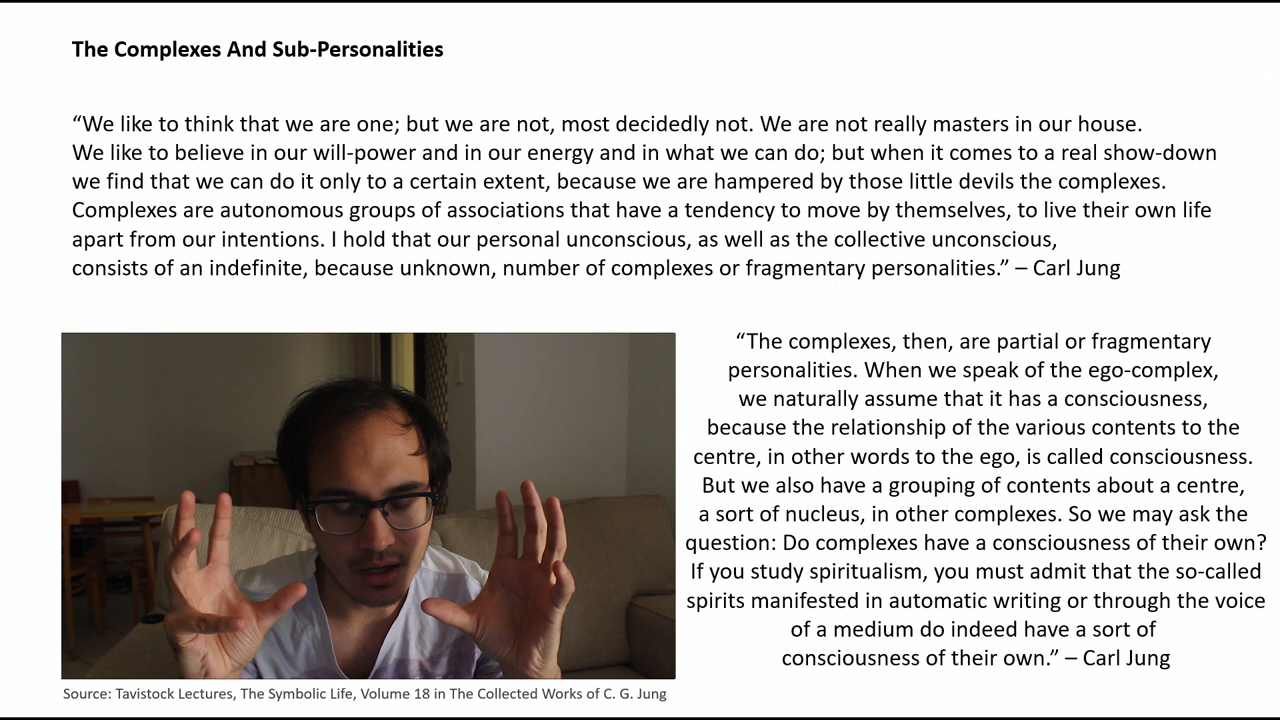 The Complexes And Sub-Personalities
“We like to think that we are one; but we are not, most decidedly not. We are not really masters in our house.
We like to believe in our will-power and in our energy and in what we can do; but when it comes to a real show-down
we find that we can do it only to a certain extent, because we are hampered by those little devils the complexes.
Complexes are autonomous groups of associations that have a tendency to move by themselves, to live their own life
apart from our intentions. I hold that our personal unconscious, as well as the collective unconscious,
consists of an indefinite, because unknown, number of complexes or fragmentary personalities.” – Carl Jung
“The complexes, then, are partial or fragmentary
personalities. When we speak of the ego-complex,
we naturally assume that it has a consciousness,
because the relationship of the various contents to the
centre, in other words to the ego, is called consciousness.
But we also have a grouping of contents about a centre,
a sort of nucleus, in other complexes. So we may ask the
question: Do complexes have a consciousness of their own?
If you study spiritualism, you must admit that the so-called
spirits manifested in automatic writing or through the voice
of a medium do indeed have a sort of
consciousness of their own.” – Carl Jung
Source: Tavistock Lectures, The Symbolic Life, Volume 18 in The Collected Works of C. G. Jung